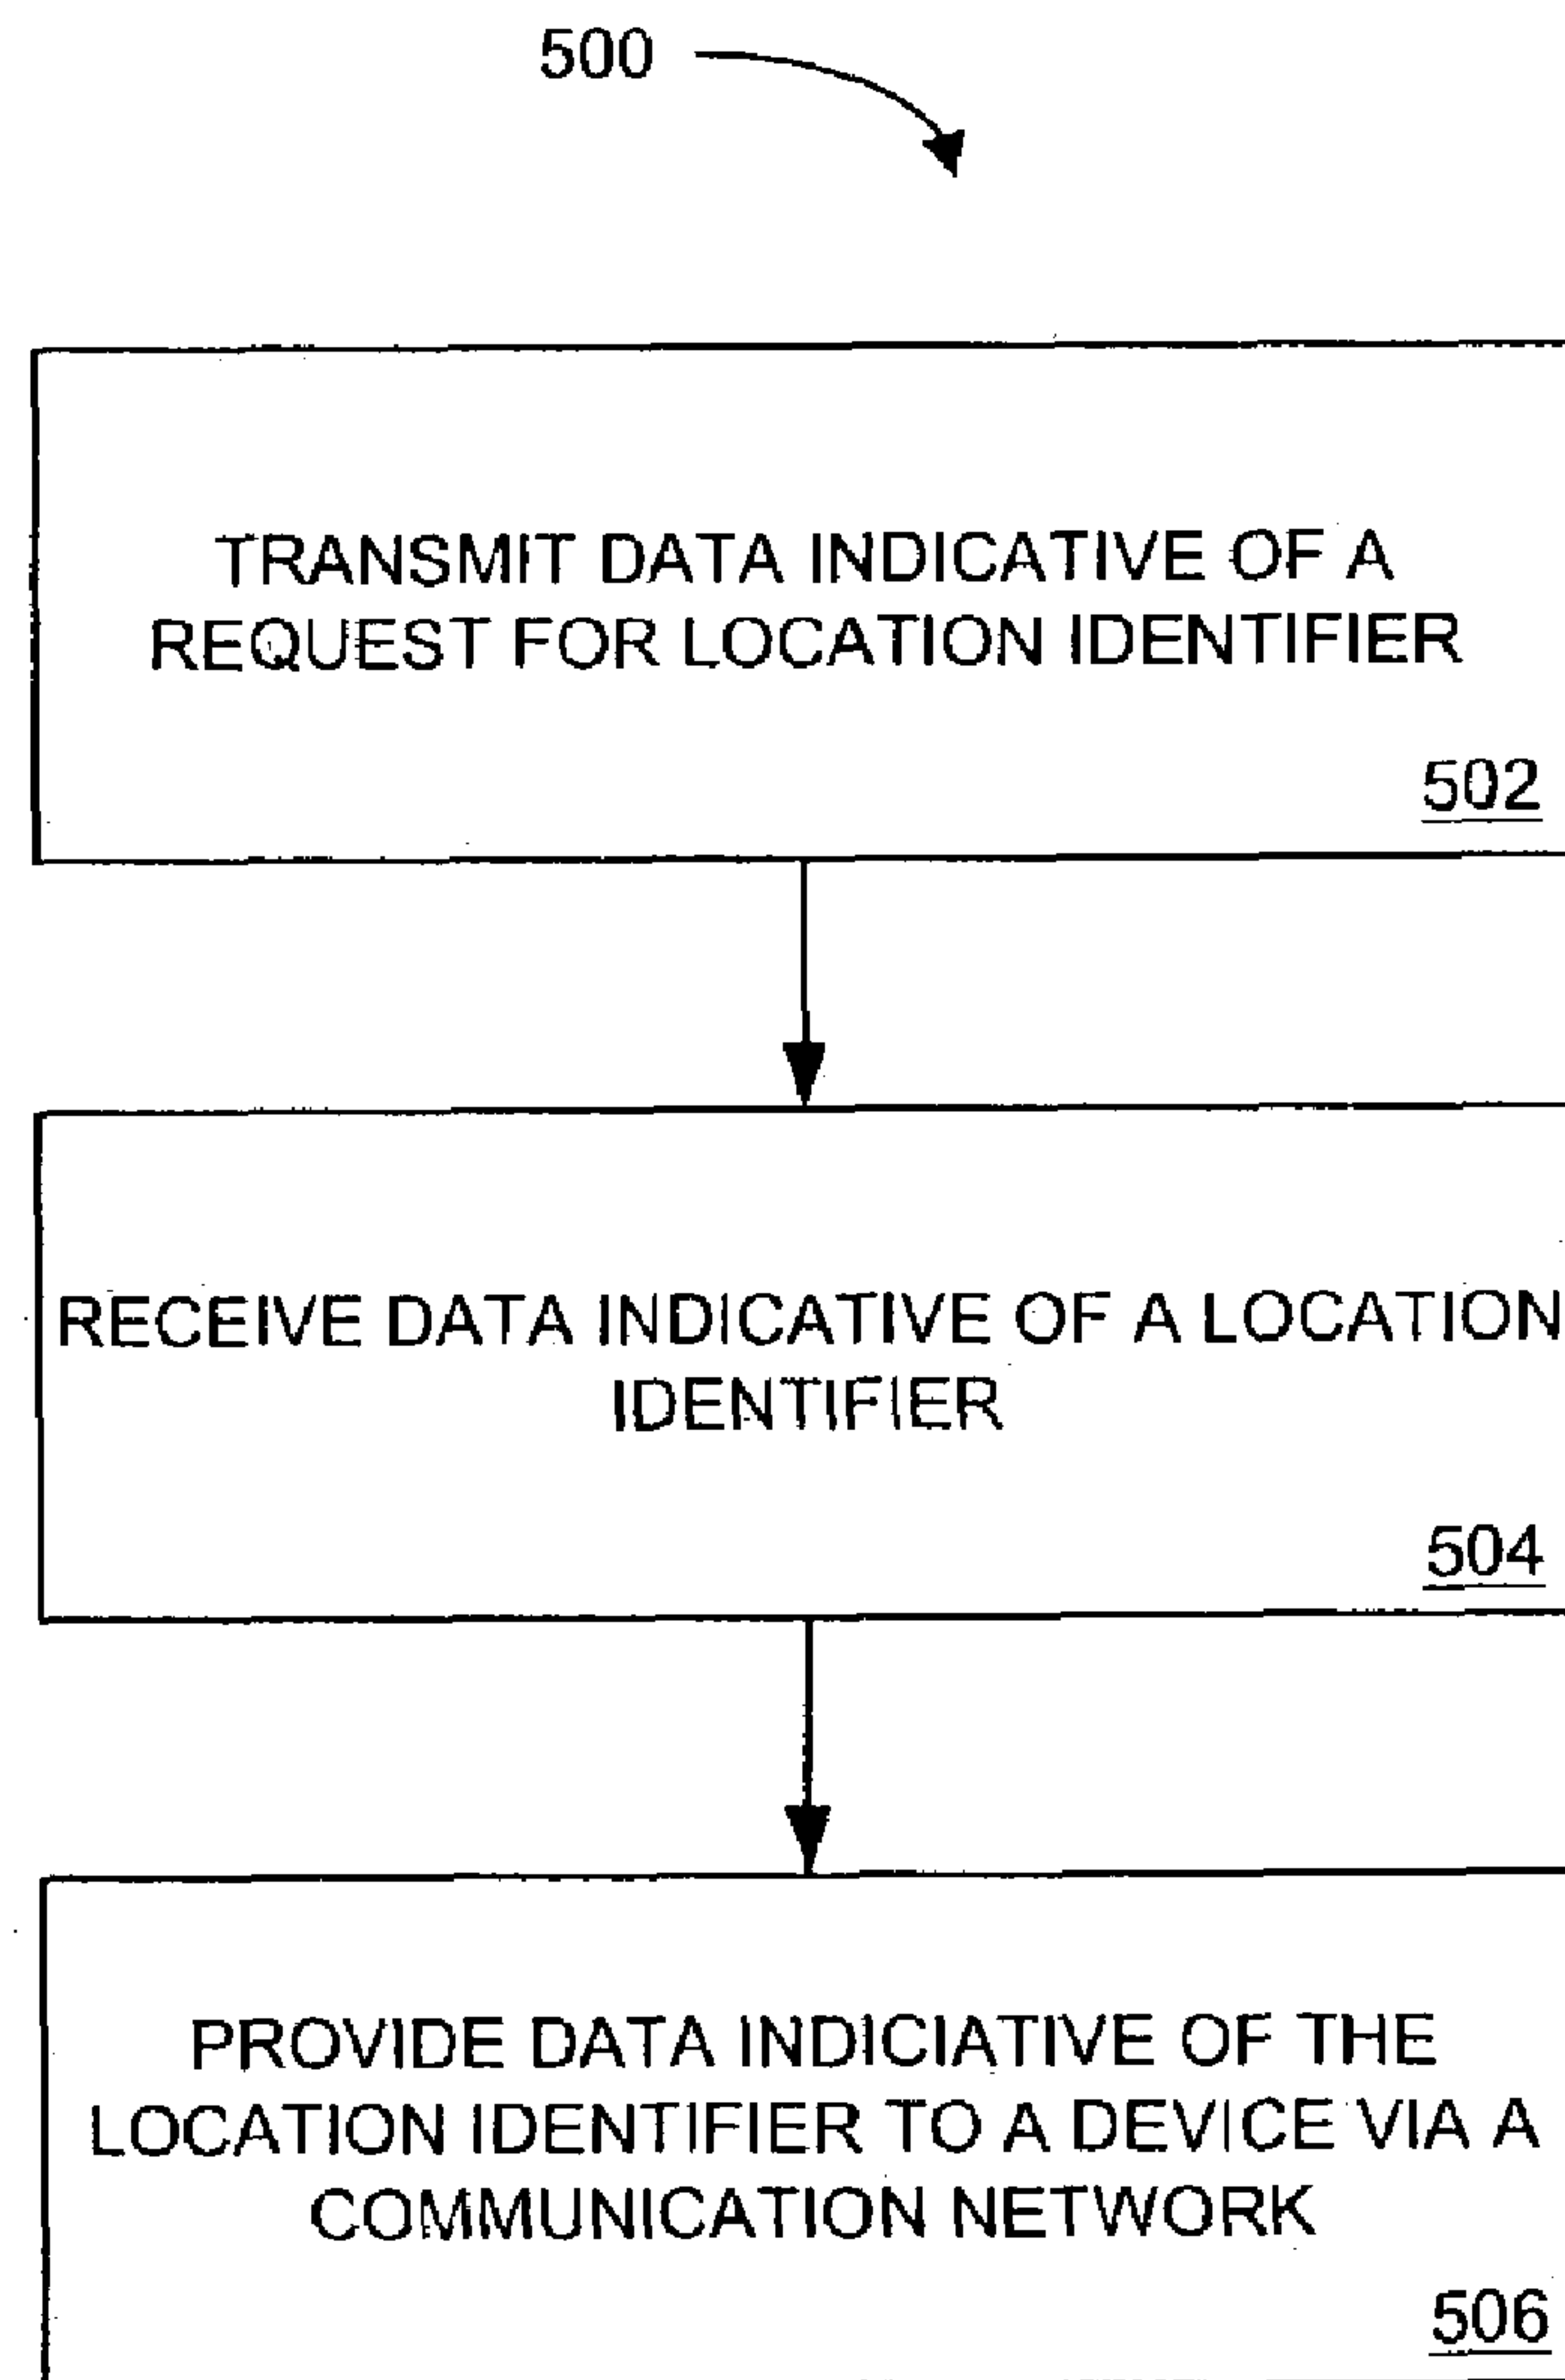 500
TRANSMIT DATA INDICATIVE OF A
REQUEST FOR LOCATION IDENTIFIER
502
RECEIVE DATA INDICATIVE OF A LOCATION
IDENTIFIER
504
PROVIDE DATA INDICIATIVE OF THE
LOCATION IDENTIFIER TO A DEVICE VIA A
COMMUNICATION NETWORK
506